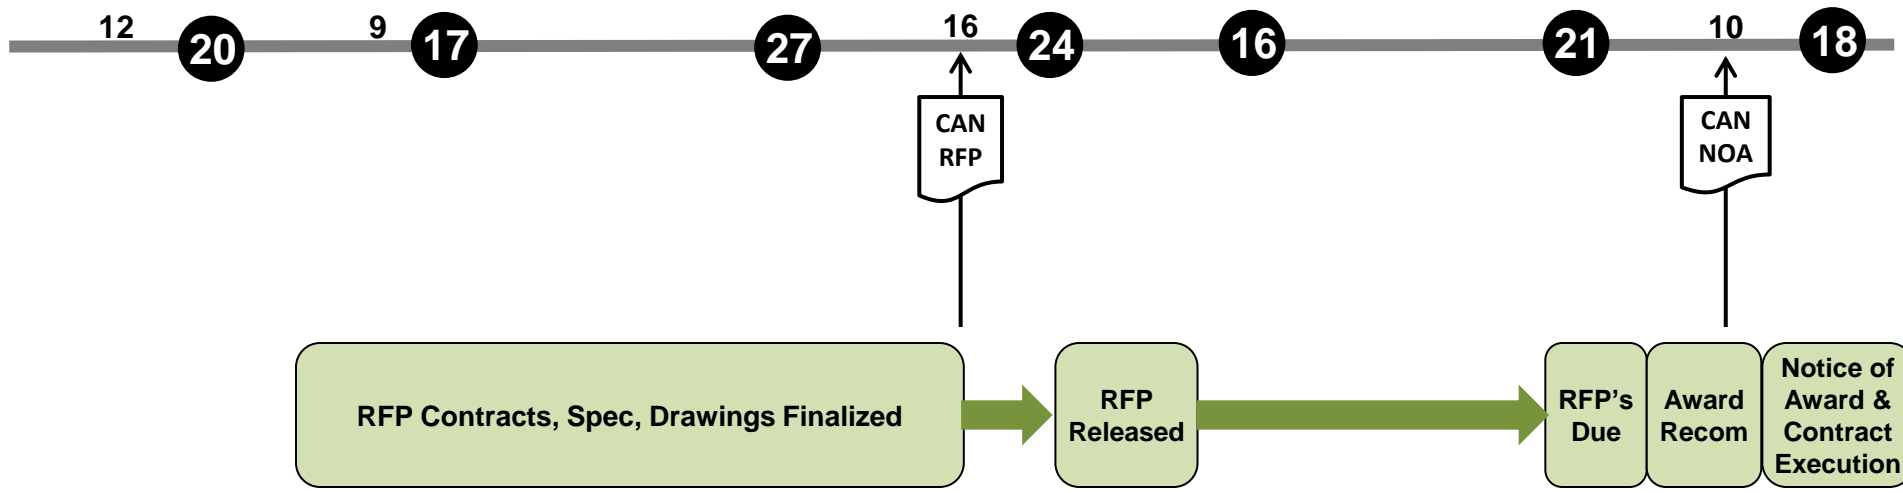 12 20 9 17 27 16 24 16 21 10 18
CAN
RFP
CAN
NOA
RFP Contracts, Spec, Drawings Finalized
RFP
Released
RFP’s
Due
Award
Recom
Notice of
Award &
Contract
Execution